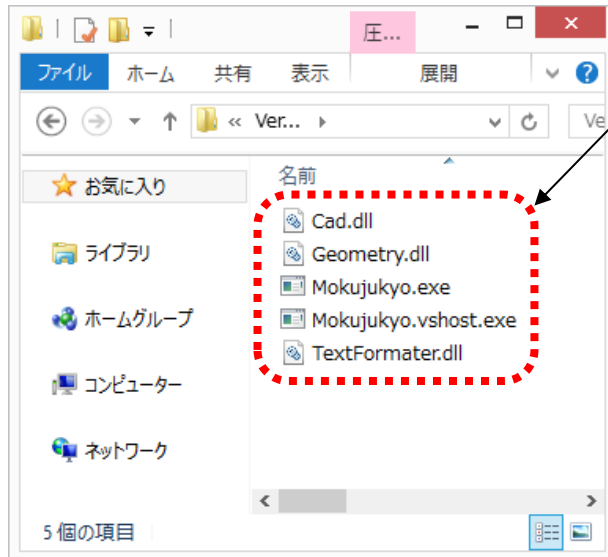 圧...
ファイル ホーム 共有 表示 展開
« Ver... Ve
名前
お気に入り
ライブラリ
ホームグループ
コンピューター
ネットワーク
Cad.dll
Geometry.dll
Mokujukyo.exe
Mokujukyo.vshost.exe
TextFormater.dll
5 個の項目